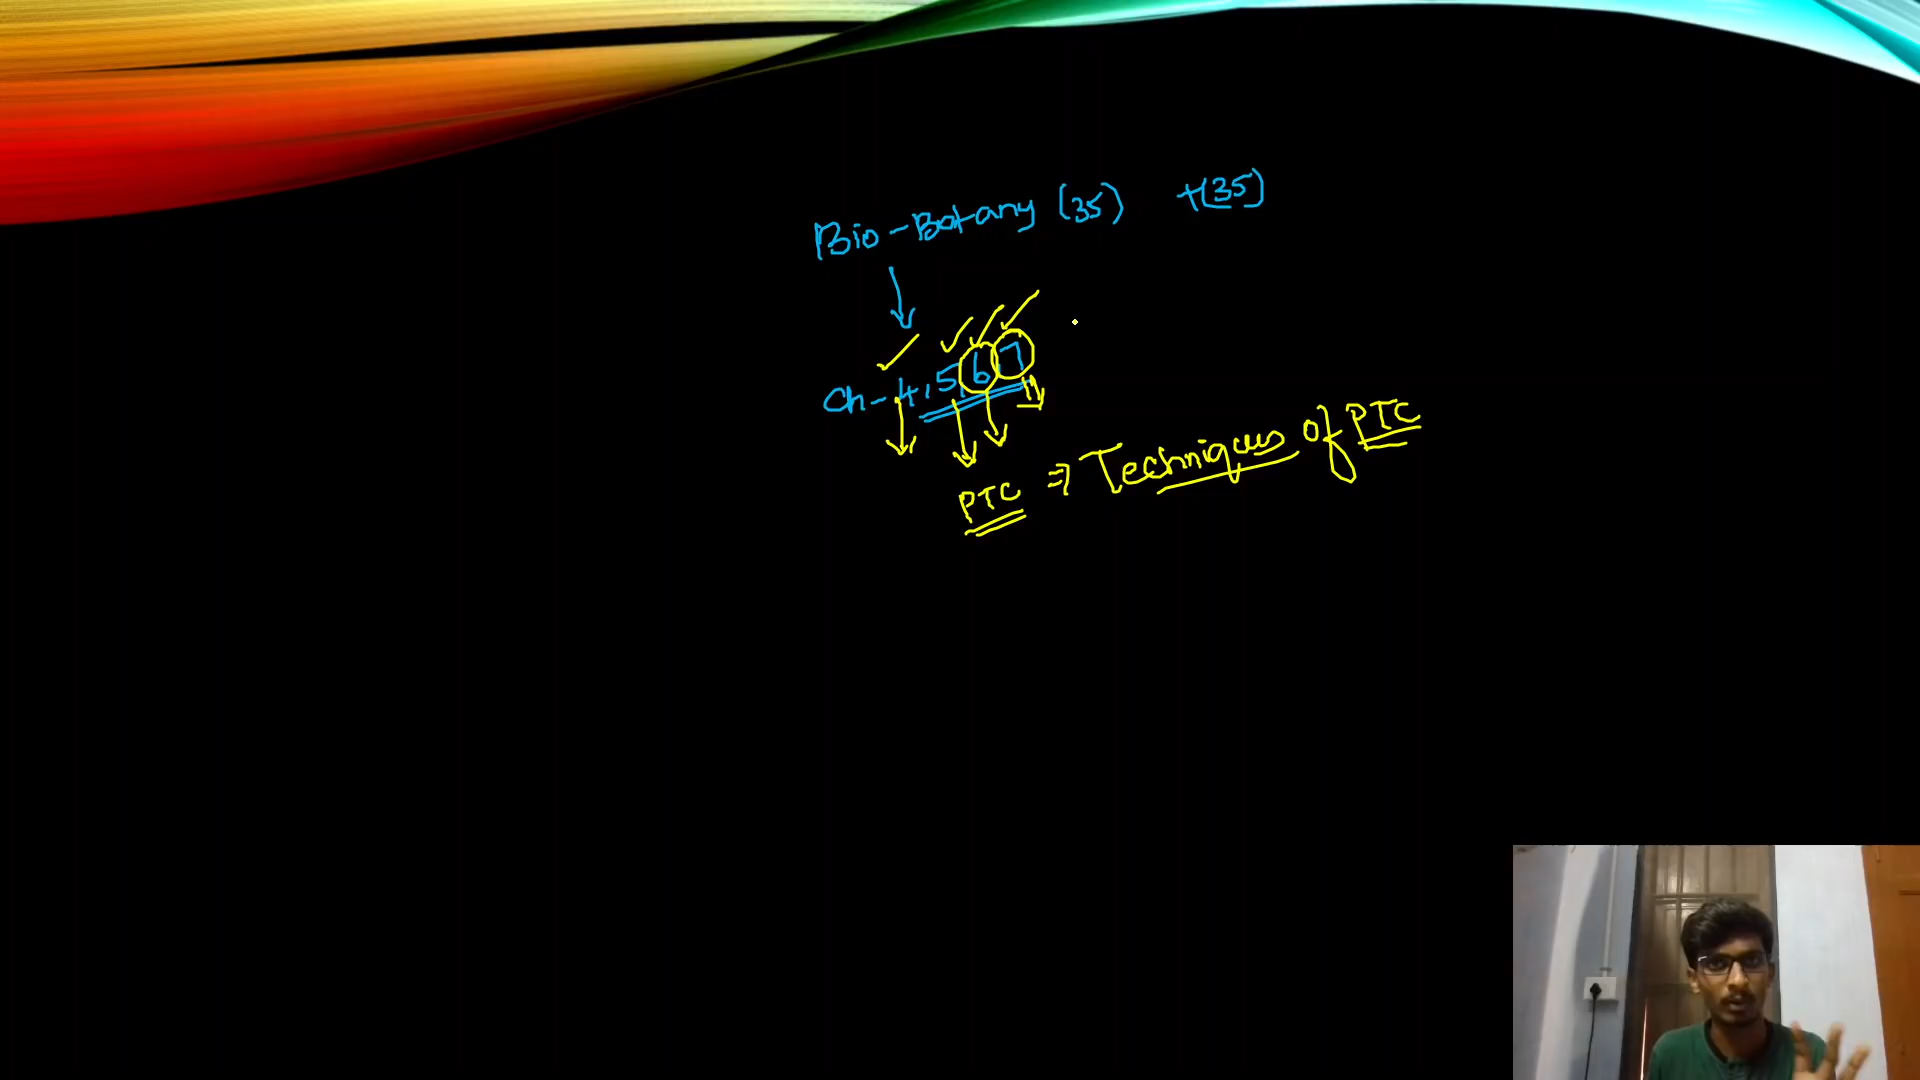 Bio-Botany (35) +(35)
Ch-4,5,6,7
PTC ⇒ Techniques of PTC